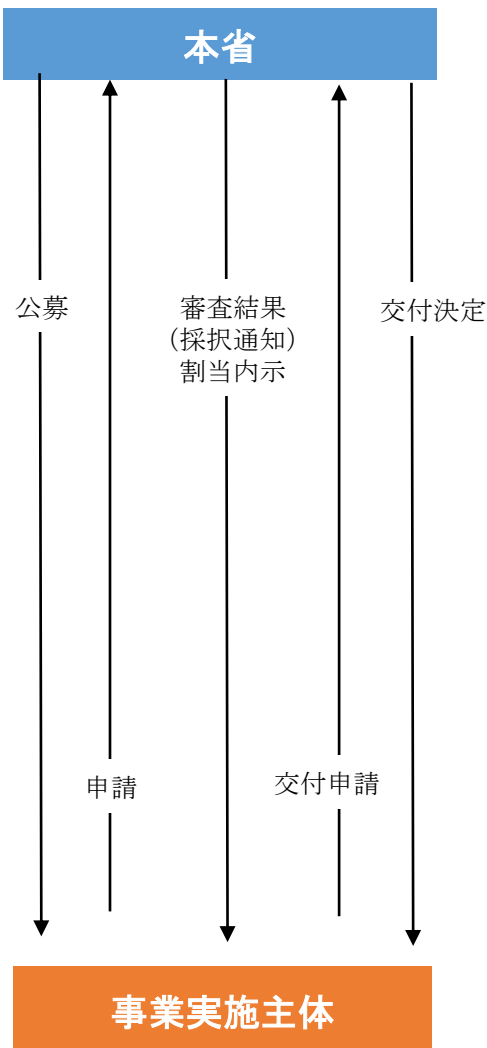 本省
公募
審査結果
（採択通知）
割当内示
交付決定
申請
交付申請
事業実施主体